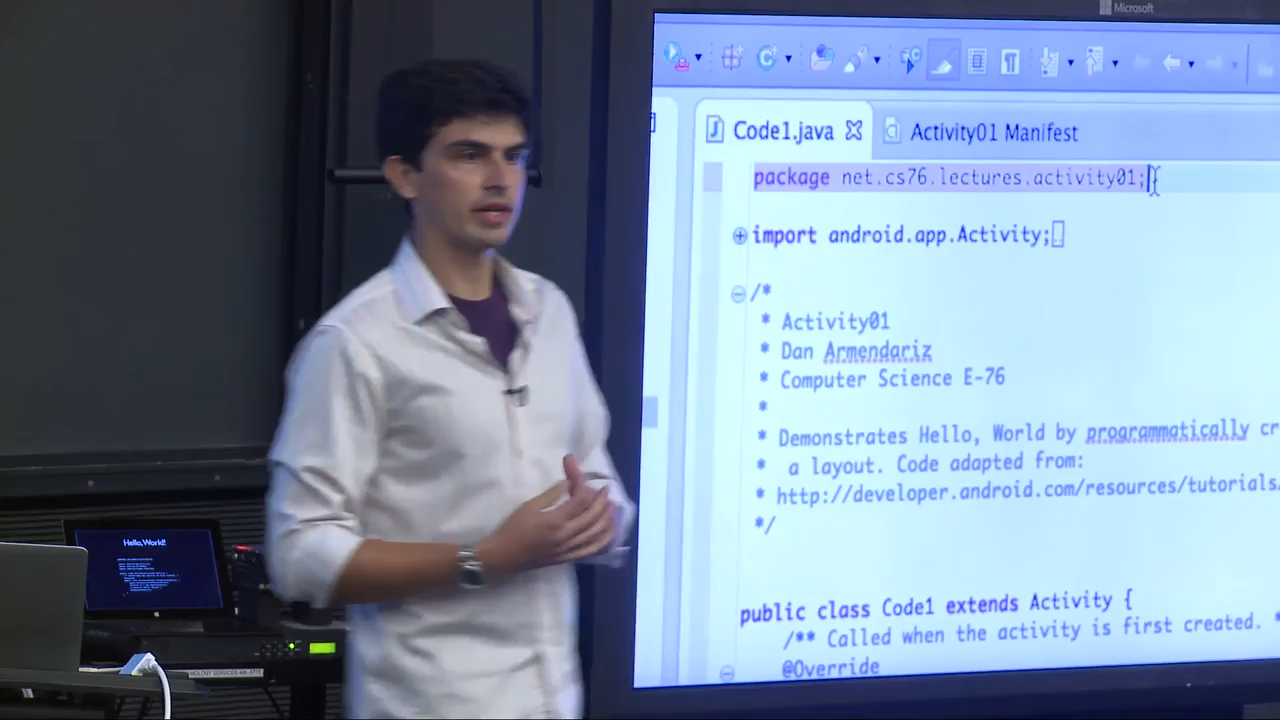 Microsoft
Code1.java
Activity01 Manifest
package net.cs76.lectures.activity01;
import android.app.Activity;
/*
* Activity01
* Dan Armendariz
* Computer Science E-76
*
* Demonstrates Hello, World by programmatically cr
* a layout. Code adapted from:
* http://developer.android.com/resources/tutorials/
*/
public class Code1 extends Activity {
/** Called when the activity is first created. *
@Override
Hello,World!